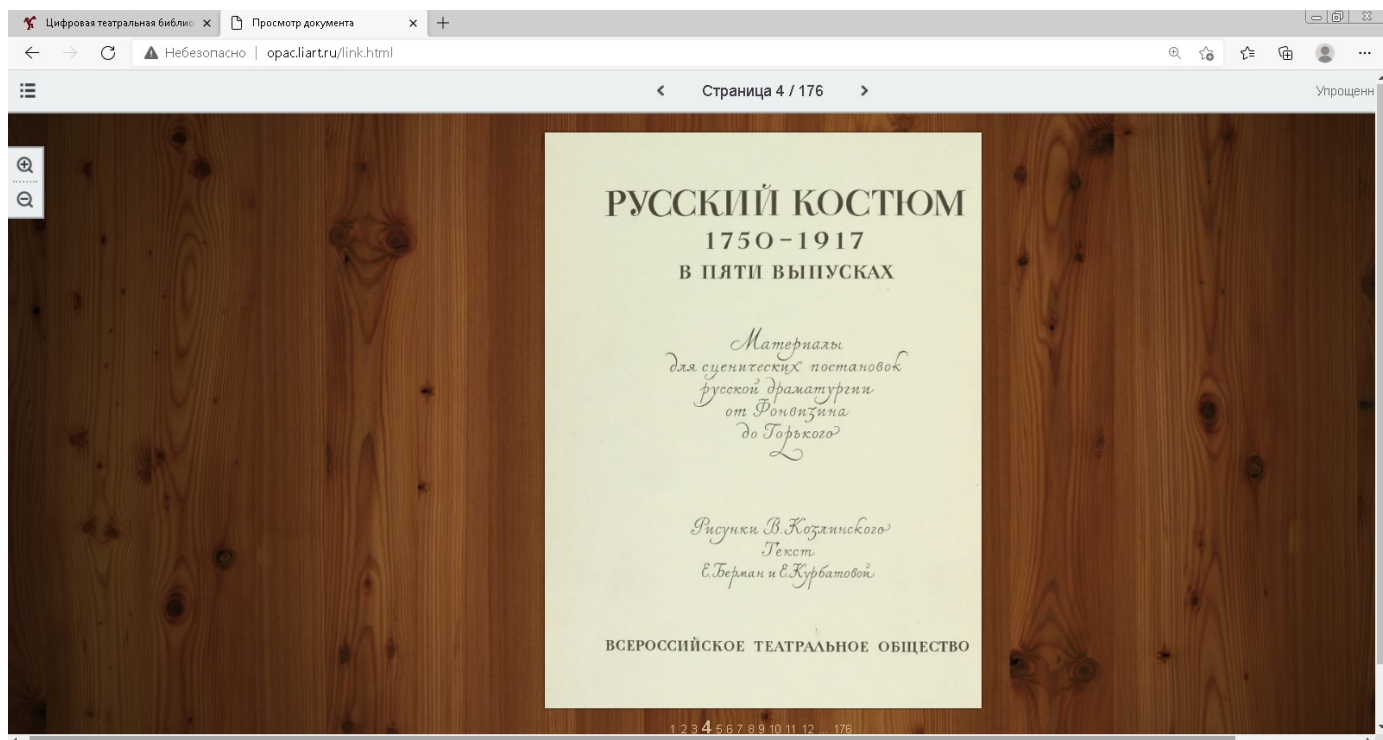 Цифровая театральная библио
Просмотр документа
Небезопасно | opac.liart.ru/link.html
Страница 4 / 176
Упрощенн
РУССКИЙ КОСТЮМ
1750-1917
В ПЯТИ ВЫПУСКАХ
Материалы
для сценических постановок
русской драматургии
от Фонвизина
до Горького
Рисунки В. Козлинского
Текст
Е. Берман и Е. Курбатовой
ВСЕРОССИЙСКОЕ ТЕАТРАЛЬНОЕ ОБЩЕСТВО
1 2 3 4 5 6 7 8 9 10 11 12 ... 176